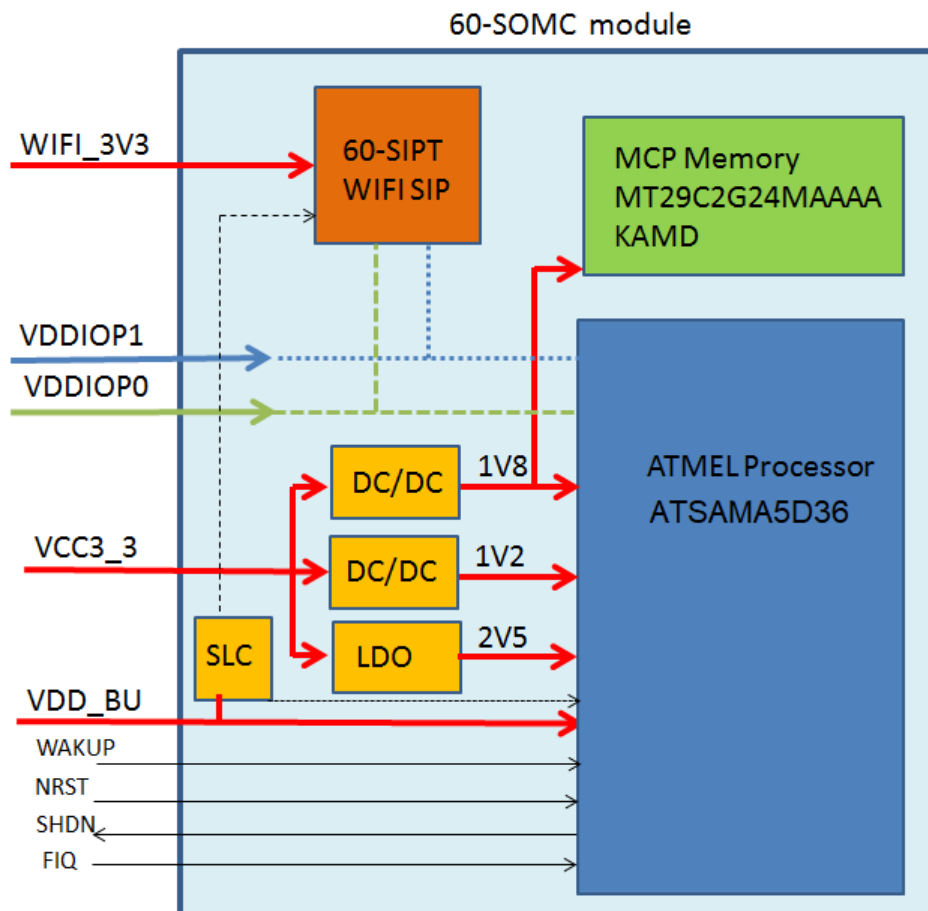 60-SOMC module
WIFI_3V3
60-SIPT
WIFI SIP
MCP Memory
MT29C2G24MAAAA
KAMD
VDDIOP1
VDDIOP0
DC/DC
1V8
ATMEL Processor
ATSAMA5D36
VCC3_3
DC/DC
1V2
SLC
LDO
2V5
VDD_BU
WAKUP
NRST
SHDN
FIQ